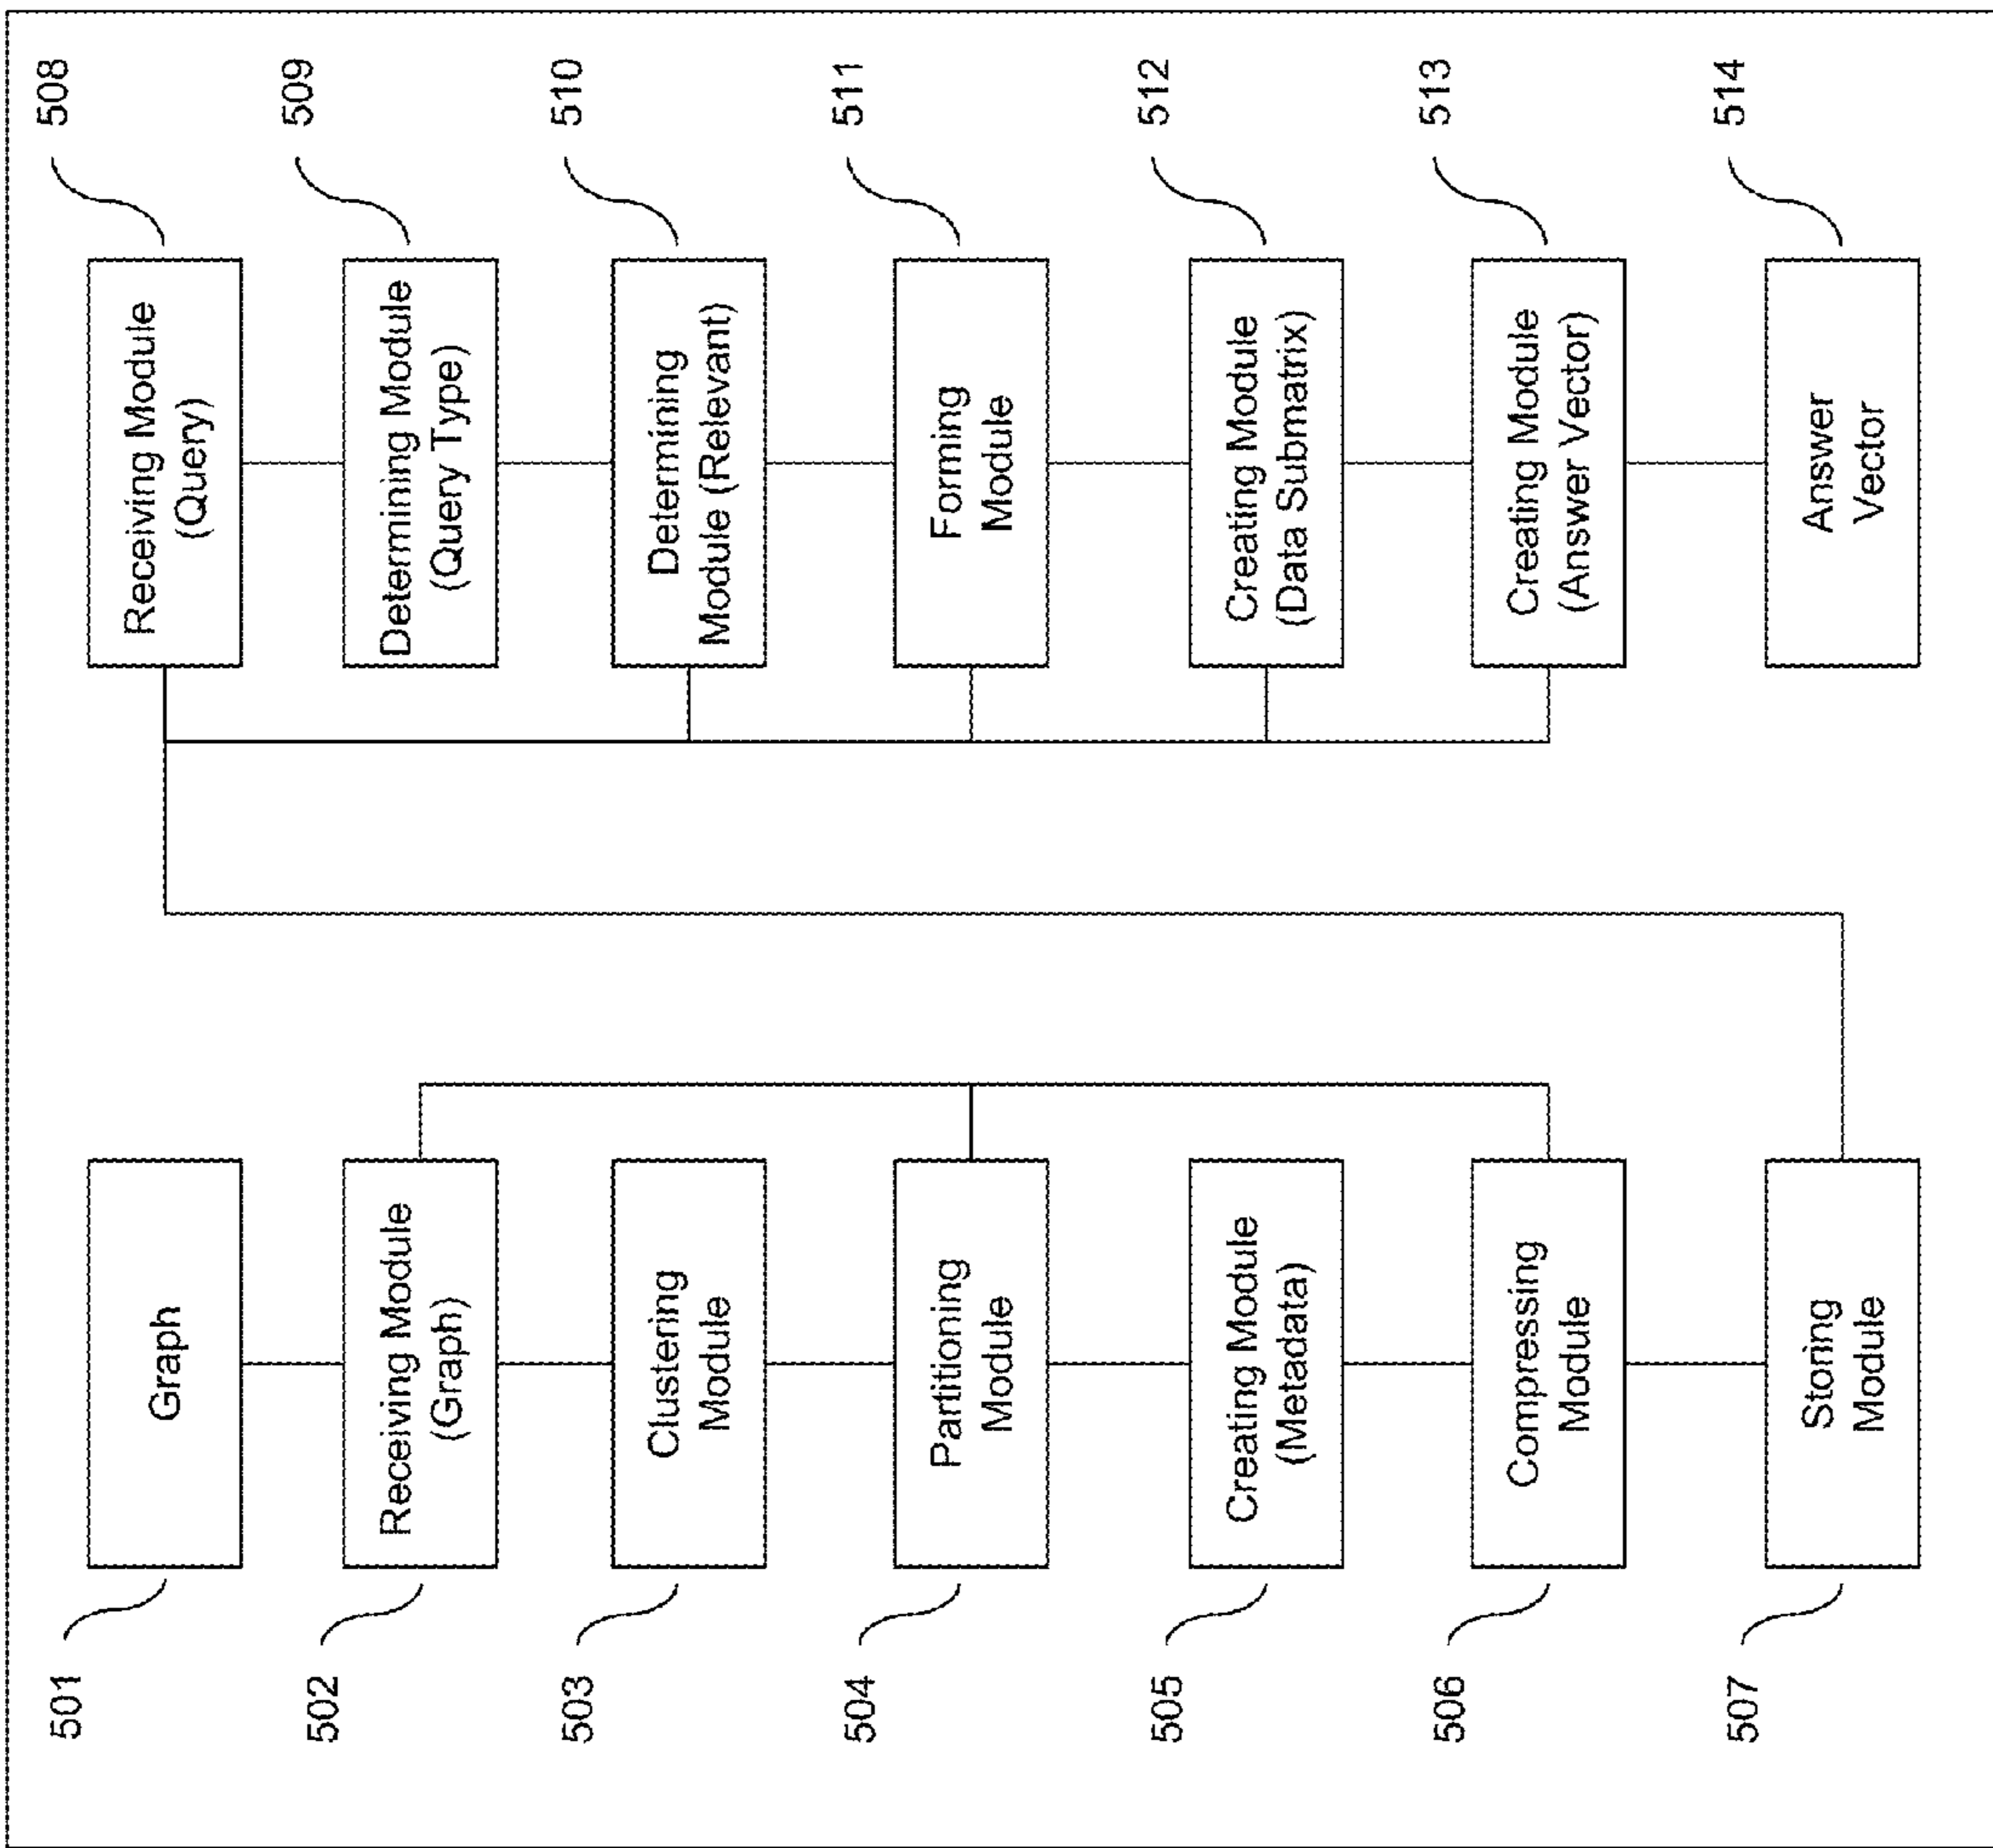 501
Graph
502
Receiving Module
(Graph)
503
Clustering
Module
504
Partitioning
Module
505
Creating Module
(Metadata)
506
Compressing
Module
507
Storing
Module
508
Receiving Module
(Query)
509
Determining Module
(Query Type)
510
Determining
Module (Relevant)
511
Forming
Module
512
Creating Module
(Data Submatrix)
513
Creating Module
(Answer Vector)
514
Answer
Vector